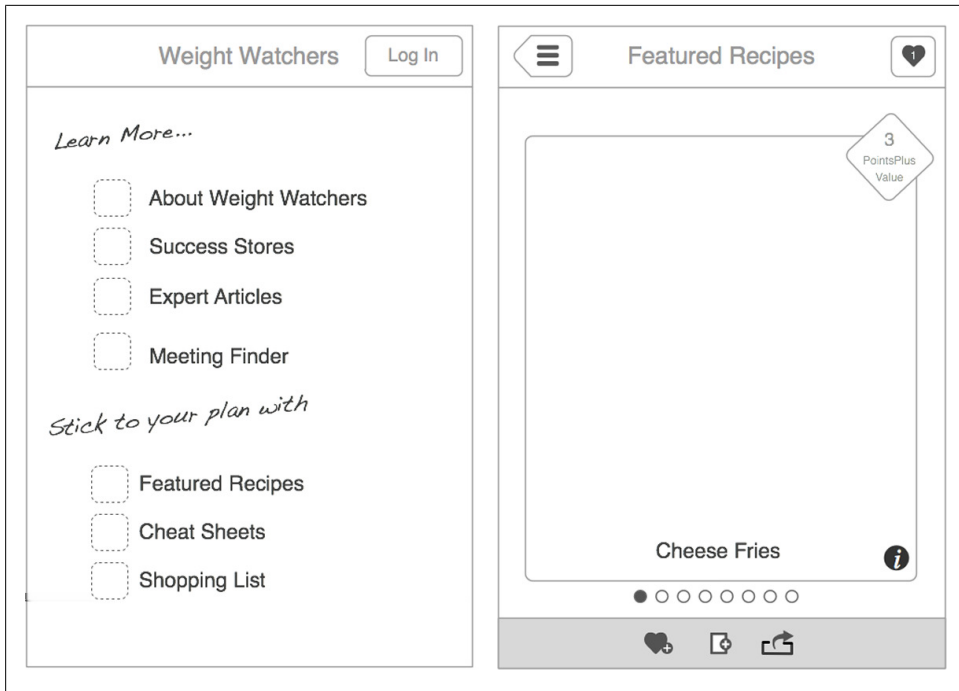 Weight Watchers
Log In
Learn More...
About Weight Watchers
Success Stores
Expert Articles
Meeting Finder
Stick to your plan with
Featured Recipes
Cheat Sheets
Shopping List
Featured Recipes
1
3
PointsPlus
Value
Cheese Fries
i